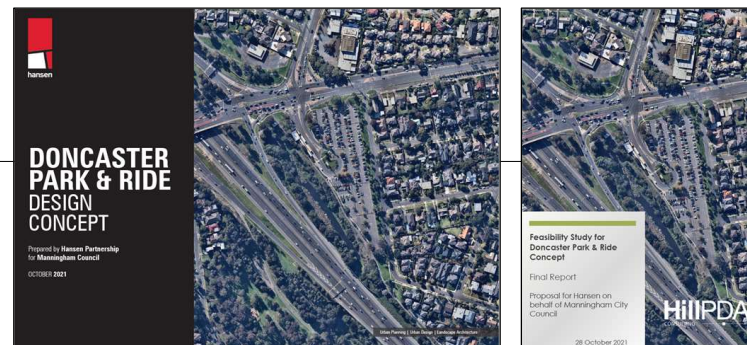 hansen
DONCASTER
PARK & RIDE
DESIGN
CONCEPT
Prepared by Hansen Partnership
for Manningham Council
OCTOBER 2021
Urban Planning | Urban Design | Landscape Architecture
Feasibility Study for
Doncaster Park & Ride
Concept
Final Report
Proposal for Hansen on
behalf of Manningham City
Council
28 October 2021
HillPDA
CONSULTING